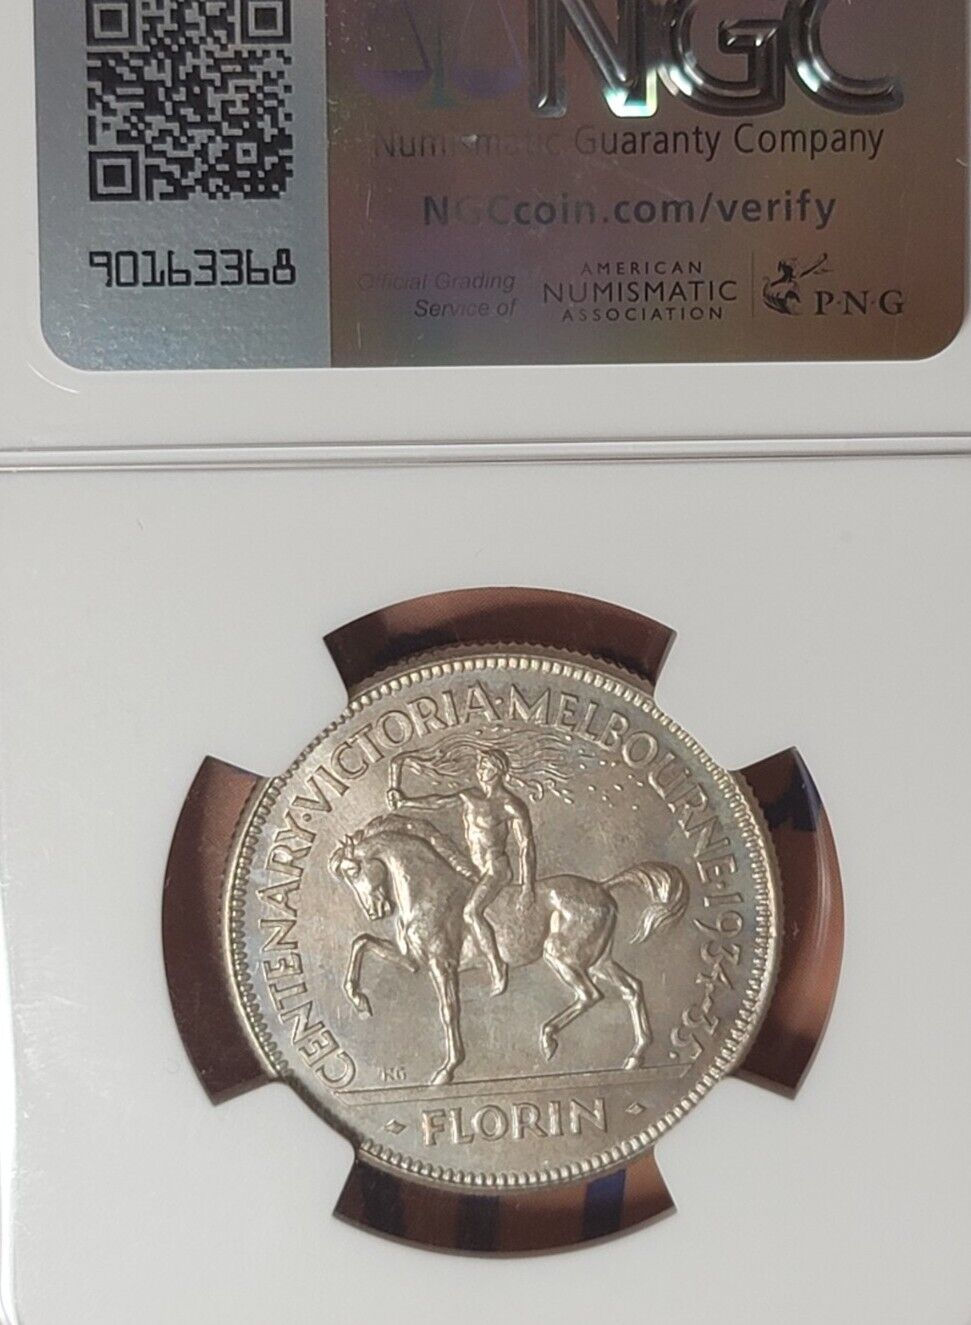 NGC
Numismatic Guaranty Company
NGCcoin.com/verify
90163368
Official Grading
Service of
AMERICAN
NUMISMATIC
ASSOCIATION
P·N·G
CENTENARY·VICTORIA·MELBOURNE·1934-35·
KG
FLORIN